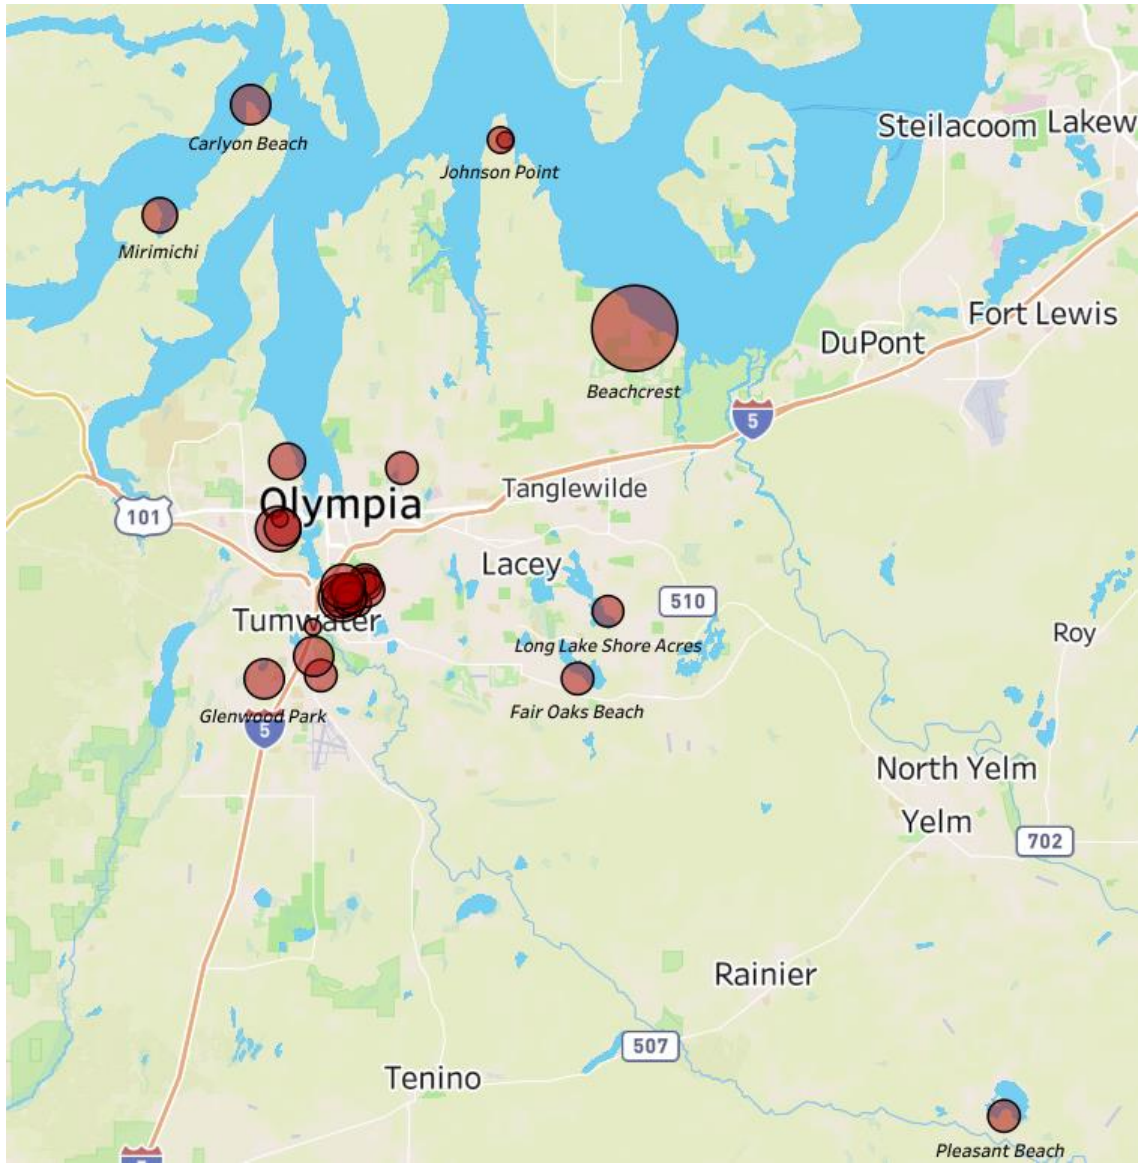 Carlyon Beach
Steilacoom
Lakew
Johnson Point
Mirimichi
Fort Lewis
DuPont
Beachcrest
5
Tanglewilde
Olympia
101
Lacey
510
Tumwater
Roy
Long Lake Shore Acres
Fair Oaks Beach
Glenwood Park
5
North Yelm
Yelm
702
Rainier
507
Tenino
Pleasant Beach